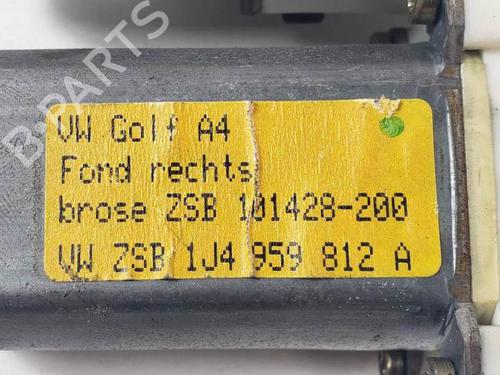 B-PARTS
VW Golf A4
Fond rechts
brose ZSB 101428-200
VW ZSB 1J4 959 812 A